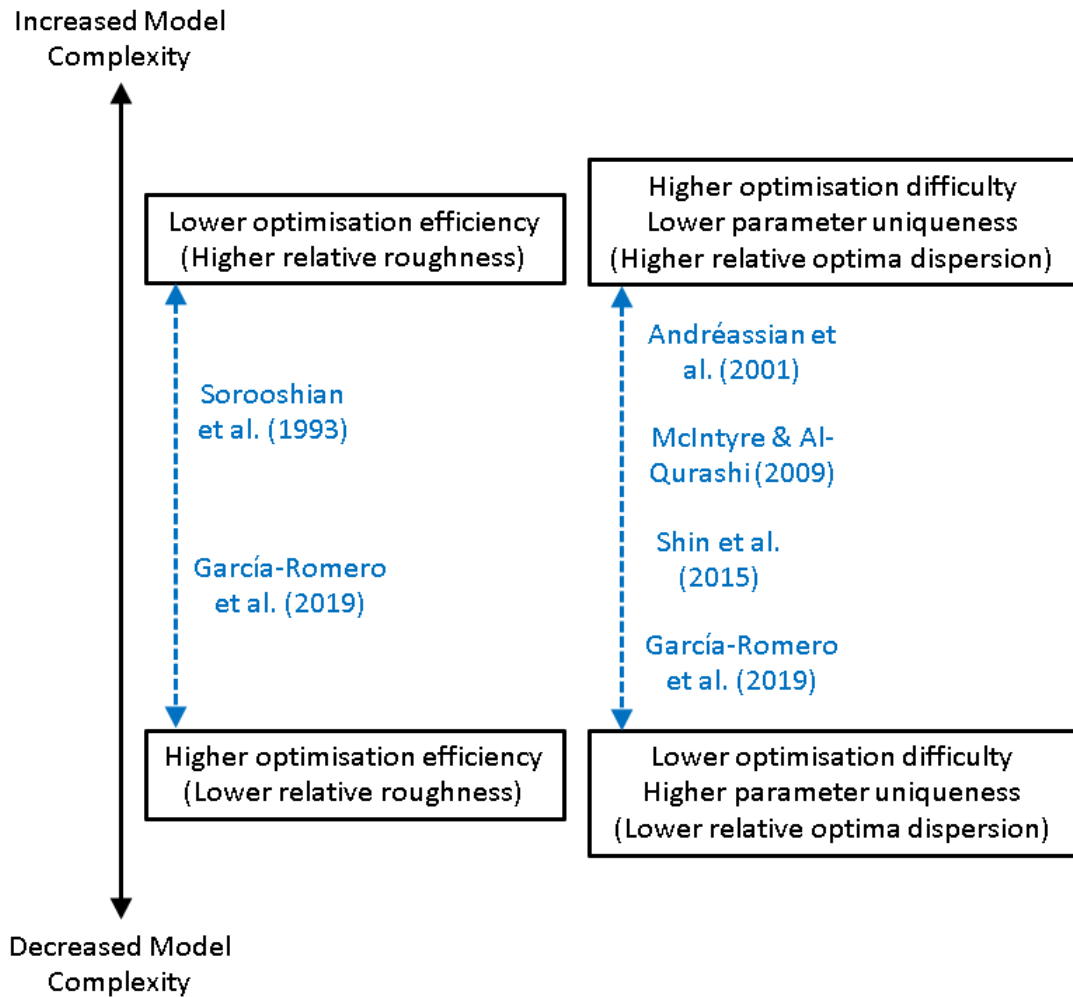 Increased Model
Complexity
Lower optimisation efficiency
(Higher relative roughness)
Higher optimisation difficulty
Lower parameter uniqueness
(Higher relative optima dispersion)
Sorooshian
et al. (1993)
García-Romero
et al. (2019)
Andréassian et
al. (2001)
McIntyre & Al-
Qurashi (2009)
Shin et al.
(2015)
García-Romero
et al. (2019)
Higher optimisation efficiency
(Lower relative roughness)
Lower optimisation difficulty
Higher parameter uniqueness
(Lower relative optima dispersion)
Decreased Model
Complexity